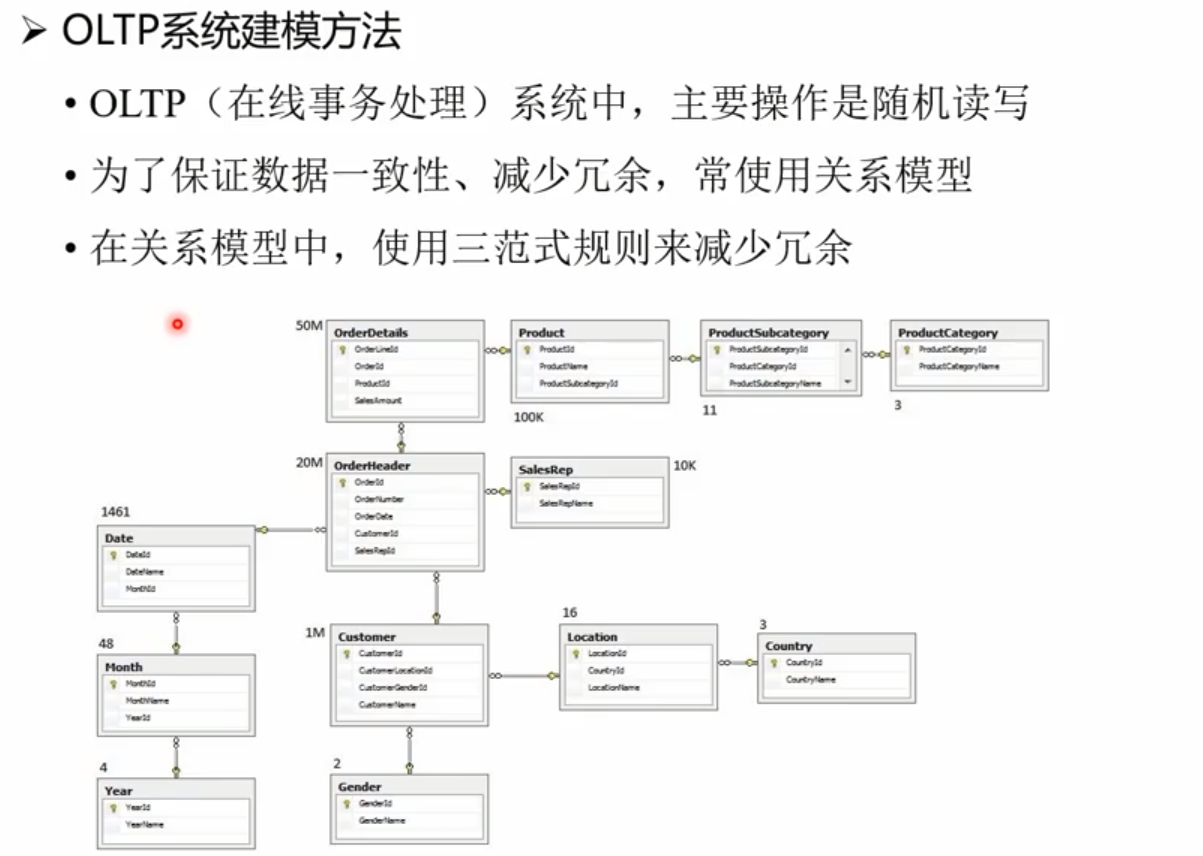 OLTP系统建模方法
• OLTP（在线事务处理）系统中，主要操作是随机读写
• 为了保证数据一致性、减少冗余，常使用关系模型
• 在关系模型中，使用三范式规则来减少冗余
50M
OrderDetails
OrderLineId
OrderId
ProductId
SalesAmount
Product
ProductId
ProductName
ProductSubcategoryId
100K
ProductSubcategory
ProductSubcategoryId
ProductCategoryId
ProductSubcategoryName
11
ProductCategory
ProductCategoryId
ProductCategoryName
3
20M
OrderHeader
OrderId
OrderNumber
OrderDate
CustomerId
SalesRepId
SalesRep
SalesRepId
SalesRepName
10K
1461
Date
DateId
DateName
MonthId
48
Month
MonthId
MonthName
YearId
4
Year
YearId
YearName
1M
Customer
CustomerId
CustomerLocationId
CustomerGenderId
CustomerName
16
Location
LocationId
CountryId
LocationName
3
Country
CountryId
CountryName
2
Gender
GenderId
GenderName